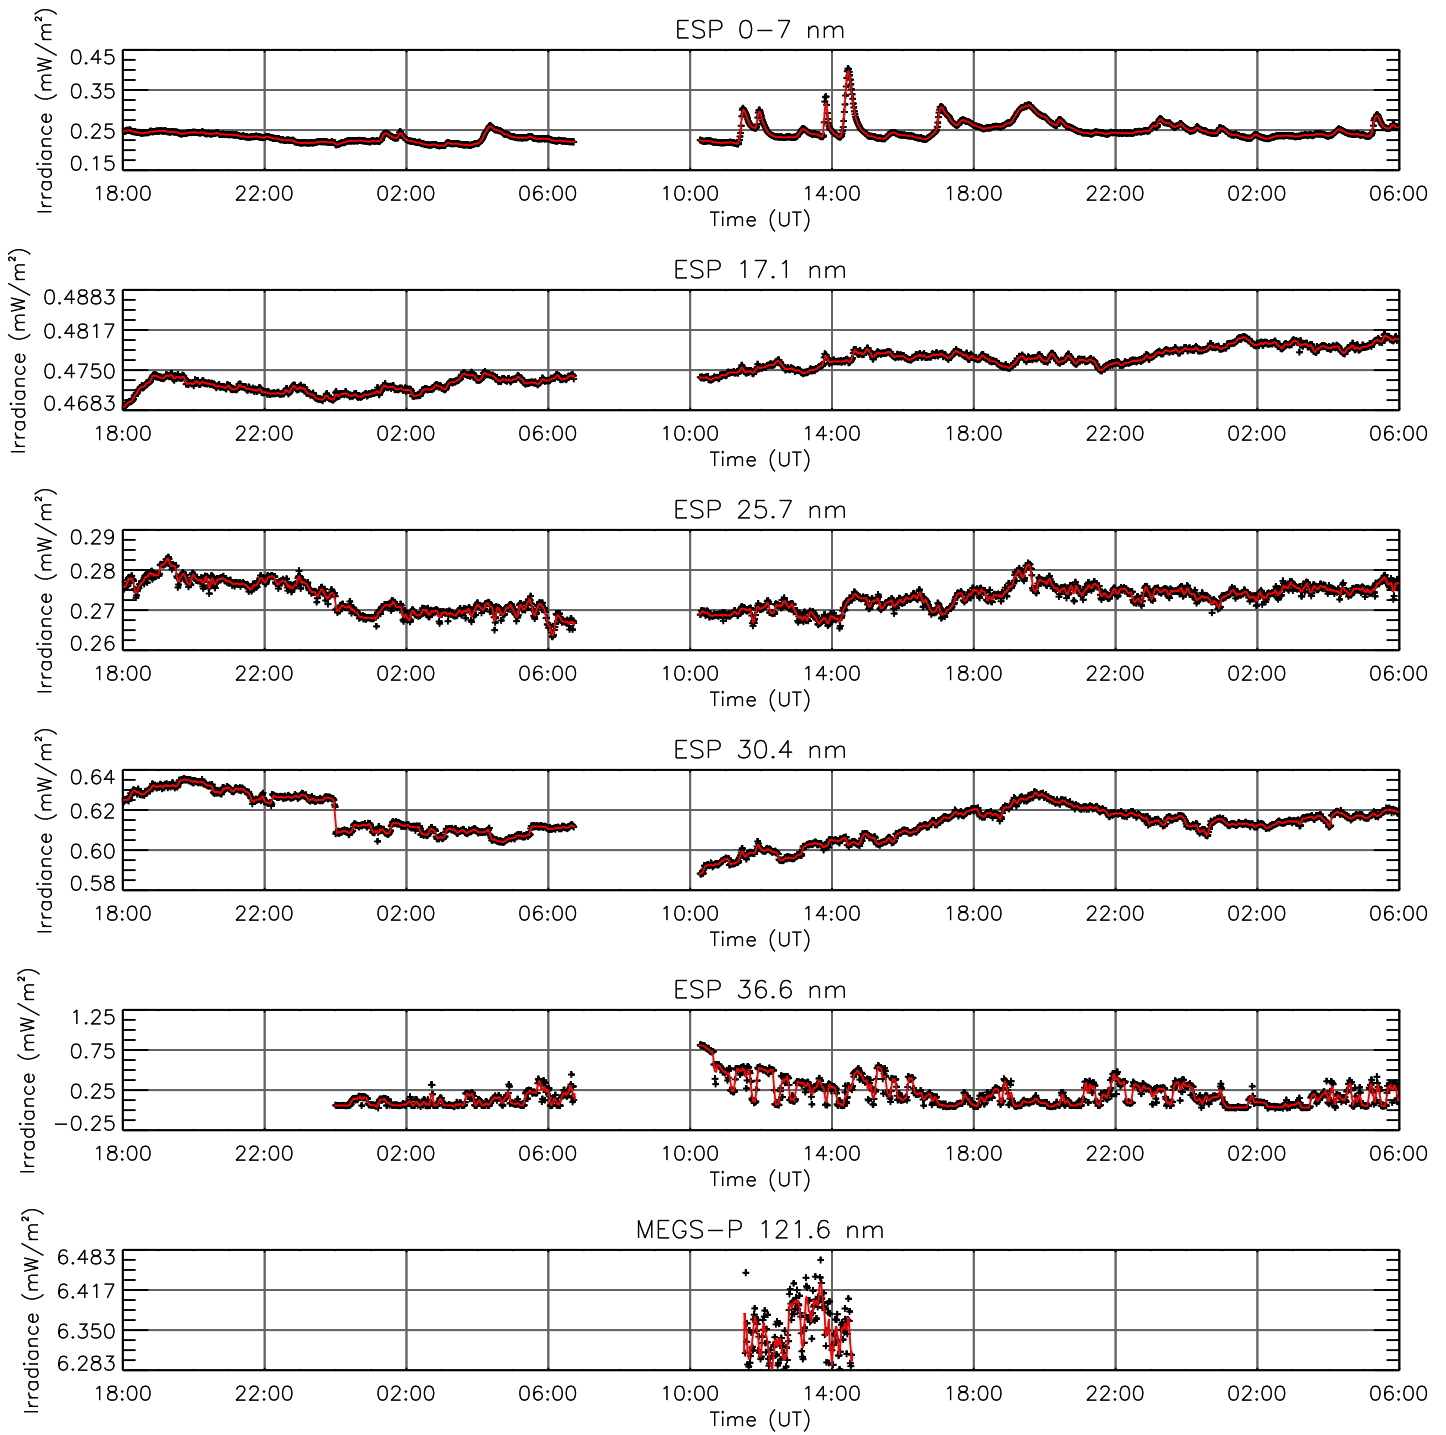 ESP 0−7 nm
Irradiance (mW/m²)
0.45
0.35
0.25
0.15
18:00 22:00 02:00 06:00 10:00 14:00 18:00 22:00 02:00 06:00
Time (UT)
ESP 17.1 nm
Irradiance (mW/m²)
0.4883
0.4817
0.4750
0.4683
18:00 22:00 02:00 06:00 10:00 14:00 18:00 22:00 02:00 06:00
Time (UT)
ESP 25.7 nm
Irradiance (mW/m²)
0.29
0.28
0.27
0.26
18:00 22:00 02:00 06:00 10:00 14:00 18:00 22:00 02:00 06:00
Time (UT)
ESP 30.4 nm
Irradiance (mW/m²)
0.64
0.62
0.60
0.58
18:00 22:00 02:00 06:00 10:00 14:00 18:00 22:00 02:00 06:00
Time (UT)
ESP 36.6 nm
Irradiance (mW/m²)
1.25
0.75
0.25
−0.25
18:00 22:00 02:00 06:00 10:00 14:00 18:00 22:00 02:00 06:00
Time (UT)
MEGS−P 121.6 nm
Irradiance (mW/m²)
6.483
6.417
6.350
6.283
18:00 22:00 02:00 06:00 10:00 14:00 18:00 22:00 02:00 06:00
Time (UT)